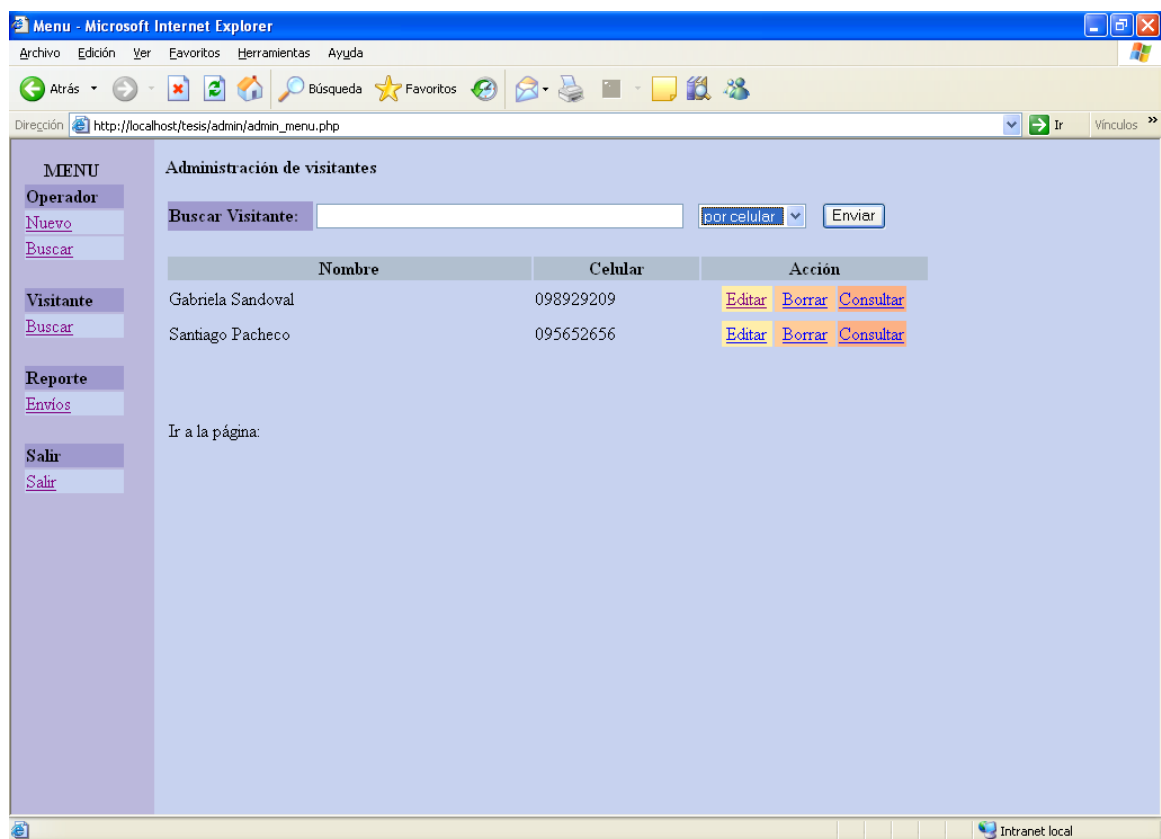 Menu - Microsoft Internet Explorer
Archivo Edición Ver Favoritos Herramientas Ayuda
Atrás Búsqueda Favoritos
Dirección http://localhost/tesis/admin/admin_menu.php Ir Vínculos »
MENU
Operador
Nuevo
Buscar
Visitante
Buscar
Reporte
Envíos
Salir
Salir
Administración de visitantes
Buscar Visitante: por celular Enviar
Nombre Celular Acción
Gabriela Sandoval 098929209 Editar Borrar Consultar
Santiago Pacheco 095652656 Editar Borrar Consultar
Ir a la página:
Intranet local